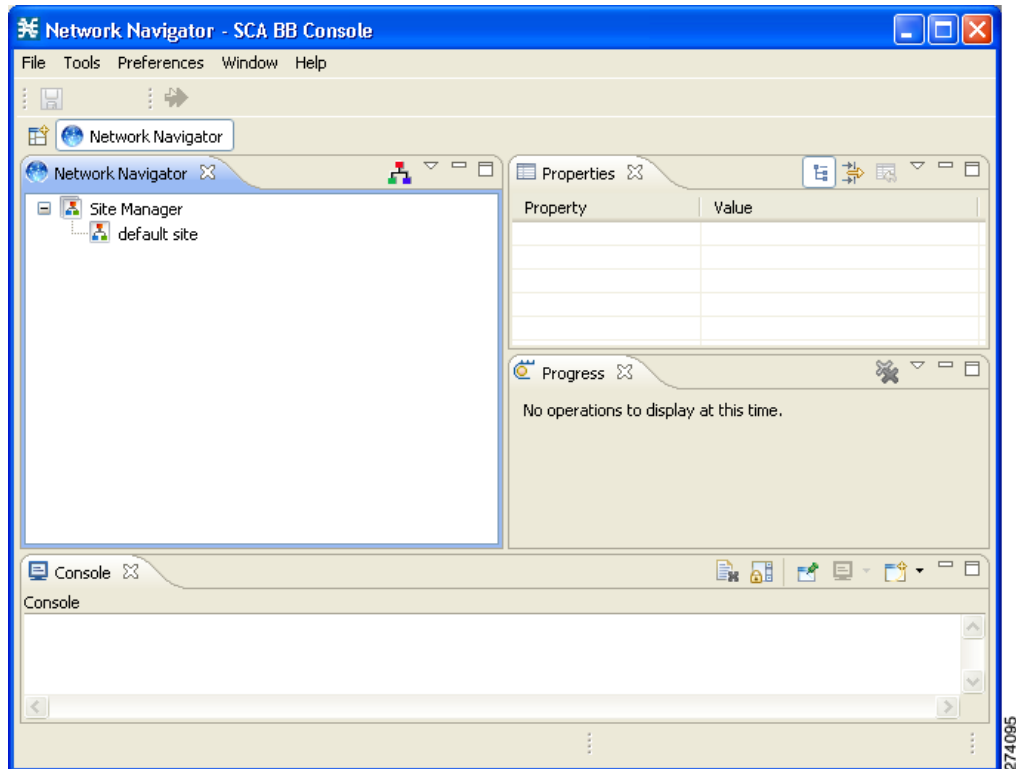 Network Navigator - SCA BB Console
File Tools Preferences Window Help
Network Navigator
Network Navigator
Site Manager
default site
Properties
Property Value
Progress
No operations to display at this time.
Console
Console
274095